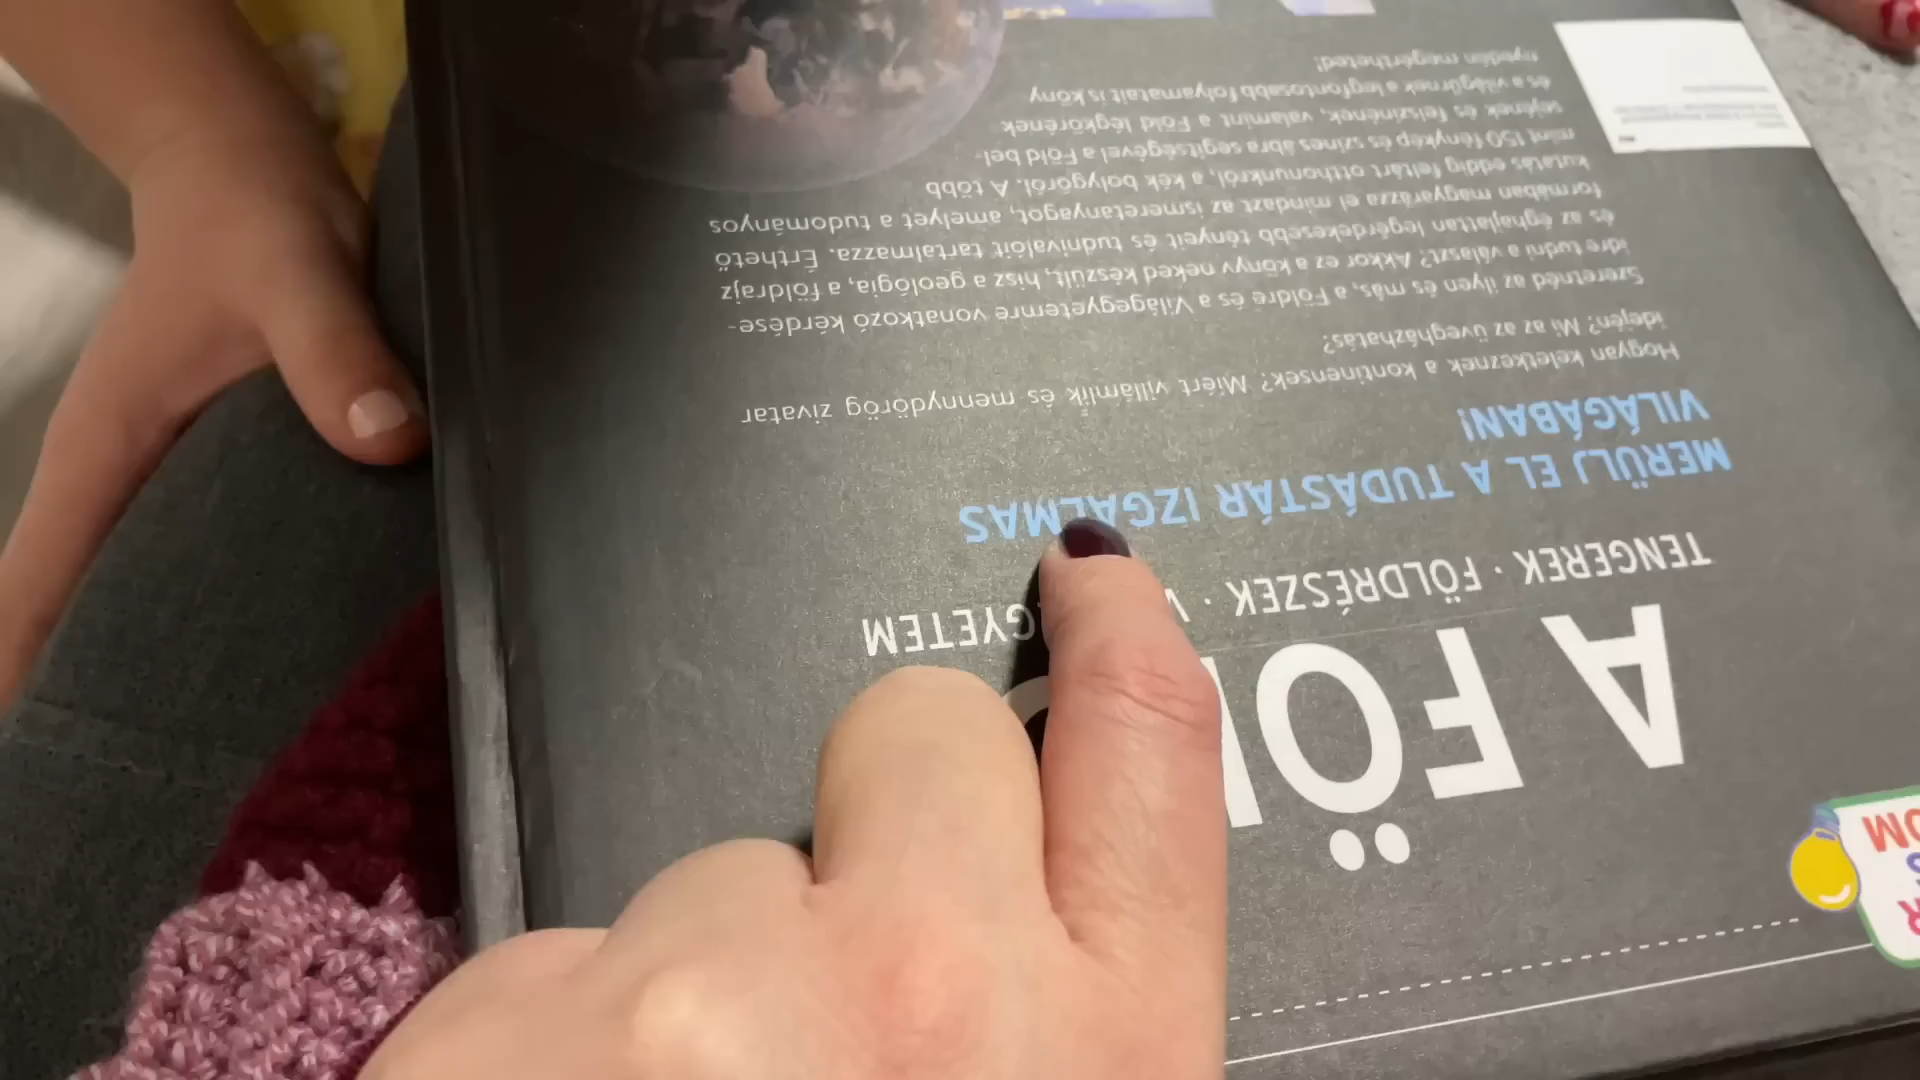 A FÖL
TENGEREK · FÖLDRÉSZEK · V GYETEM
MERÜLJ EL A TUDÁSTÁR IZGALMAS
VILÁGÁBAN!
Hogyan keletkeznek a kontinensek? Miért villámlik és mennydörög zivatar
idején? Mi az az üvegházhatás?
Szeretnéd az ilyen és más, a Földre és a Világegyetemre vonatkozó kérdése-
idre tudni a választ? Akkor ez a könyv neked készült, hisz a geológia, a földrajz
és az éghajlattan legérdekesebb tényeit és tudnivalóit tartalmazza. Érthető
formában magyarázza el mindazt az ismeretanyagot, amelyet a tudományos
kutatás eddig feltárt otthonunkról, a kék bolygóról. A több
mint 150 fénykép és színes ábra segítségével a Föld bel-
sejének és felszínének, valamint a Föld légkörének
és a világűrnek a legfontosabb folyamatait is köny
nyedén megértheted!